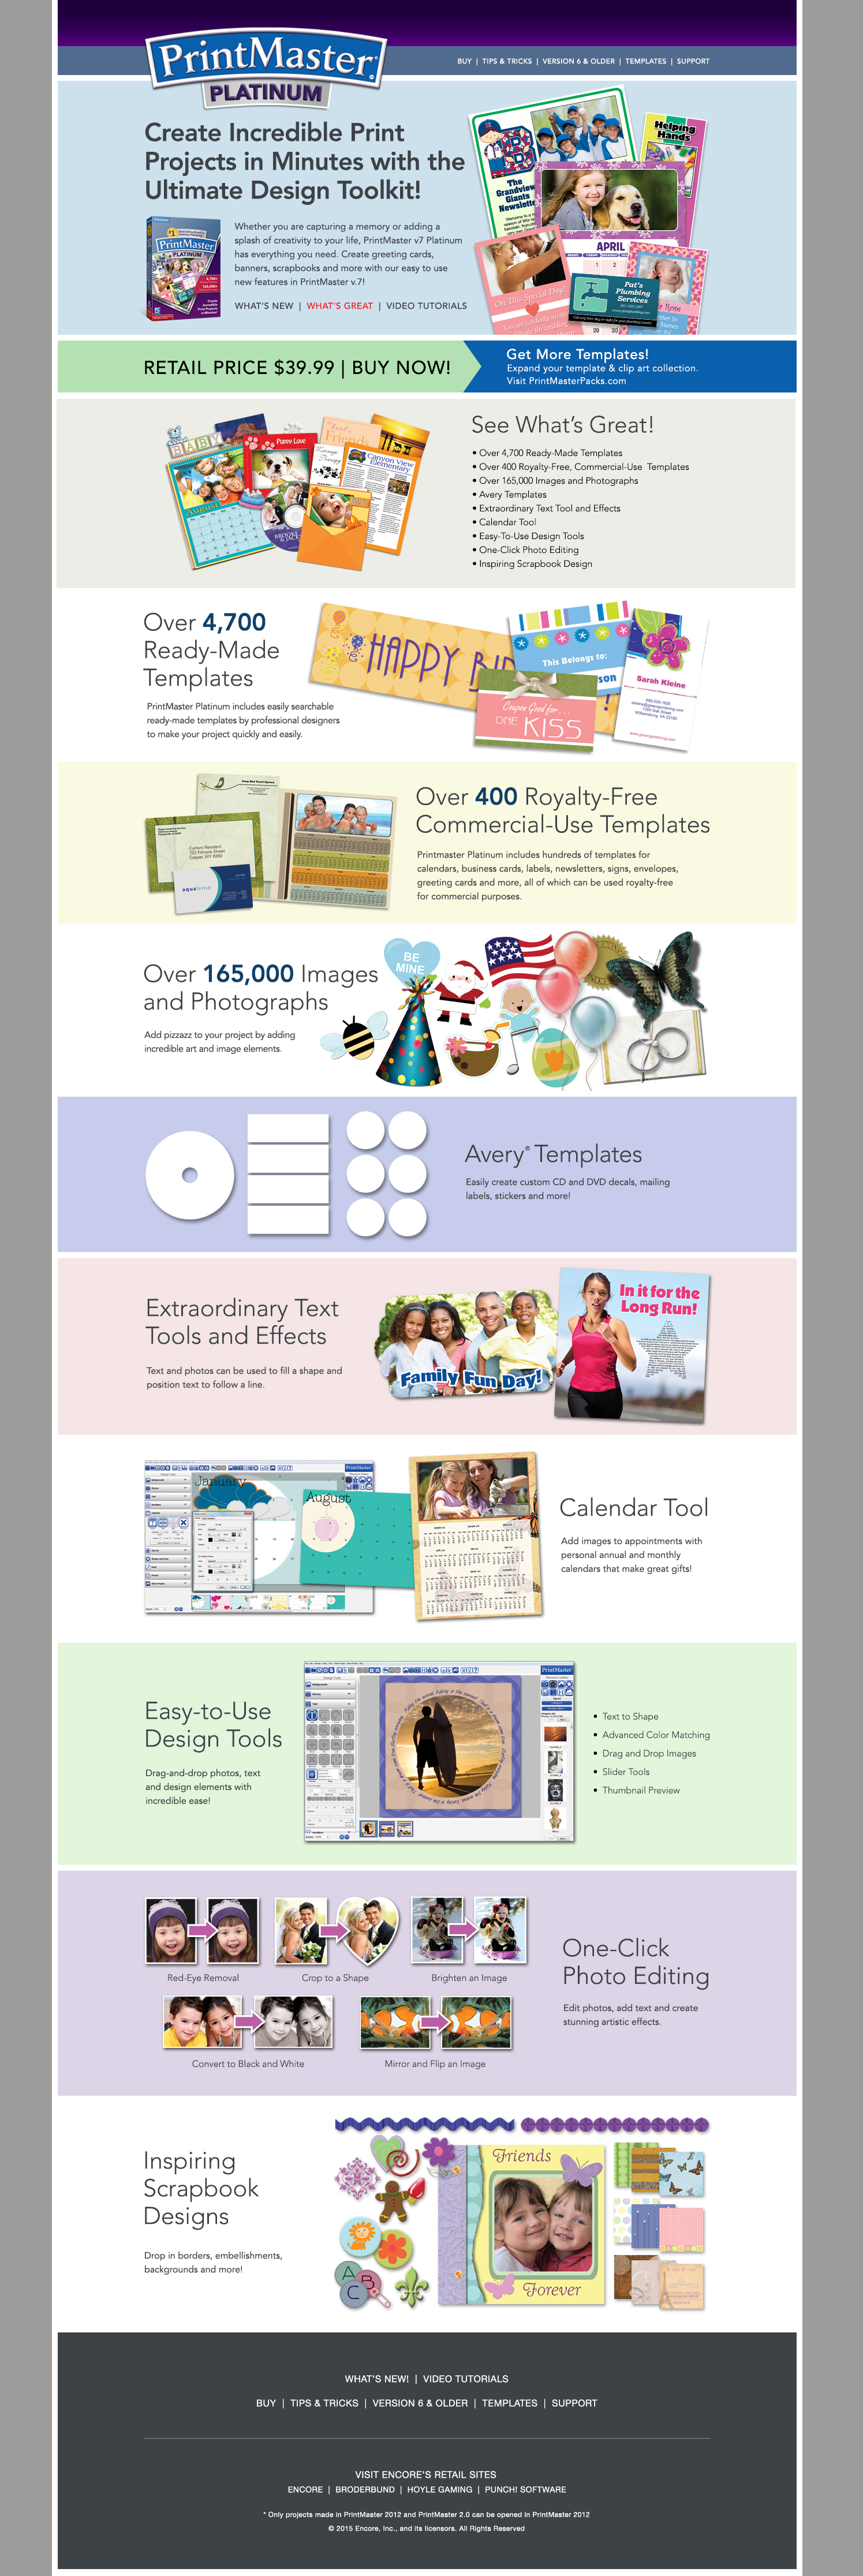 PrintMaster®
PLATINUM
BUY | TIPS & TRICKS | VERSION 6 & OLDER | TEMPLATES | SUPPORT
Create Incredible Print
Projects in Minutes with the
Ultimate Design Toolkit!
Whether you are capturing a memory or adding a
splash of creativity to your life, PrintMaster v7 Platinum
has everything you need. Create greeting cards,
banners, scrapbooks and more with our easy to use
new features in PrintMaster v.7!
WHAT'S NEW | WHAT'S GREAT | VIDEO TUTORIALS
PrintMaster
PLATINUM
Helping
Hands
The
Grandview
Giants
Newsletter
APRIL
On This Special Day!
Pat's
Plumbing
Services
RETAIL PRICE $39.99 | BUY NOW!
Get More Templates!
Expand your template & clip art collection.
Visit PrintMasterPacks.com
BABY
August
Puppy Love
Friends
Canyon View
Elementary
See What's Great!
• Over 4,700 Ready-Made Templates
• Over 400 Royalty-Free, Commercial-Use Templates
• Over 165,000 Images and Photographs
• Avery Templates
• Extraordinary Text Tool and Effects
• Calendar Tool
• Easy-To-Use Design Tools
• One-Click Photo Editing
• Inspiring Scrapbook Design
Over 4,700
Ready-Made
Templates
PrintMaster Platinum includes easily searchable
ready-made templates by professional designers
to make your project quickly and easily.
HAPPY
This Belongs to:
Coupon Good for...
ONE KISS
Sarah Kleine
Over 400 Royalty-Free
Commercial-Use Templates
Printmaster Platinum includes hundreds of templates for
calendars, business cards, labels, newsletters, signs, envelopes,
greeting cards and more, all of which can be used royalty-free
for commercial purposes.
Current Resident
Over 165,000 Images
and Photographs
Add pizzazz to your project by adding
incredible art and image elements.
BE
MINE
Avery® Templates
Easily create custom CD and DVD decals, mailing
labels, stickers and more!
Extraordinary Text
Tools and Effects
Text and photos can be used to fill a shape and
position text to follow a line.
Family Fun Day!
In it for the
Long Run!
January
August
PrintMaster
Calendar Tool
Add images to appointments with
personal annual and monthly
calendars that make great gifts!
Easy-to-Use
Design Tools
Drag-and-drop photos, text
and design elements with
incredible ease!
PrintMaster
• Text to Shape
• Advanced Color Matching
• Drag and Drop Images
• Slider Tools
• Thumbnail Preview
Red-Eye Removal
Crop to a Shape
Brighten an Image
Convert to Black and White
Mirror and Flip an Image
One-Click
Photo Editing
Edit photos, add text and create
stunning artistic effects.
Inspiring
Scrapbook
Designs
Drop in borders, embellishments,
backgrounds and more!
Friends
Forever
A
B
C
WHAT'S NEW! | VIDEO TUTORIALS
BUY | TIPS & TRICKS | VERSION 6 & OLDER | TEMPLATES | SUPPORT
VISIT ENCORE'S RETAIL SITES
ENCORE | BRODERBUND | HOYLE GAMING | PUNCH! SOFTWARE
* Only projects made in PrintMaster 2012 and PrintMaster 2.0 can be opened in PrintMaster 2012
© 2015 Encore, Inc., and its licensors. All Rights Reserved